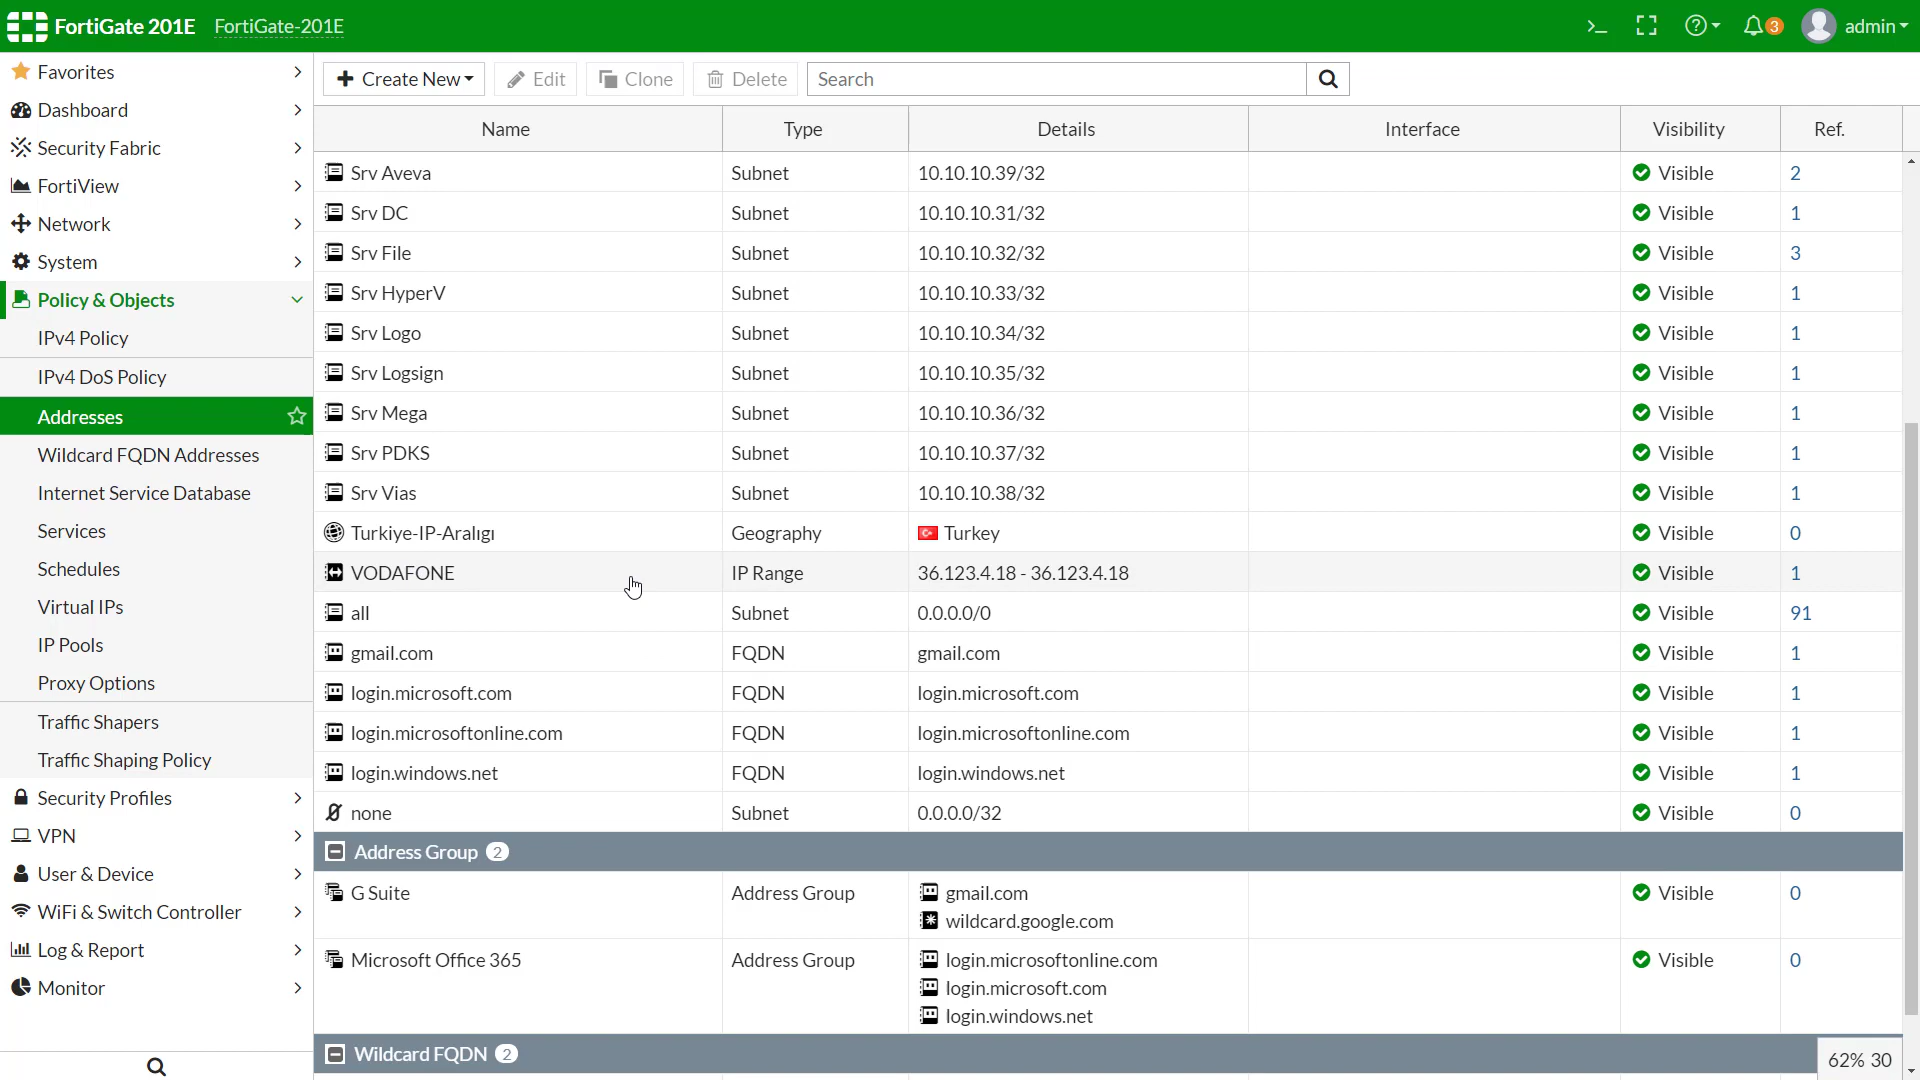 FortiGate 201E FortiGate-201E >_ 3 admin
Favorites
Dashboard
Security Fabric
FortiView
Network
System
Policy & Objects
IPv4 Policy
IPv4 DoS Policy
Addresses
Wildcard FQDN Addresses
Internet Service Database
Services
Schedules
Virtual IPs
IP Pools
Proxy Options
Traffic Shapers
Traffic Shaping Policy
Security Profiles
VPN
User & Device
WiFi & Switch Controller
Log & Report
Monitor
Create New Edit Clone Delete Search
Name Type Details Interface Visibility Ref.
Srv Aveva Subnet 10.10.10.39/32 Visible 2
Srv DC Subnet 10.10.10.31/32 Visible 1
Srv File Subnet 10.10.10.32/32 Visible 3
Srv HyperV Subnet 10.10.10.33/32 Visible 1
Srv Logo Subnet 10.10.10.34/32 Visible 1
Srv Logsign Subnet 10.10.10.35/32 Visible 1
Srv Mega Subnet 10.10.10.36/32 Visible 1
Srv PDKS Subnet 10.10.10.37/32 Visible 1
Srv Vias Subnet 10.10.10.38/32 Visible 1
Turkiye-IP-Aralıgı Geography Turkey Visible 0
VODAFONE IP Range 36.123.4.18 - 36.123.4.18 Visible 1
all Subnet 0.0.0.0/0 Visible 91
gmail.com FQDN gmail.com Visible 1
login.microsoft.com FQDN login.microsoft.com Visible 1
login.microsoftonline.com FQDN login.microsoftonline.com Visible 1
login.windows.net FQDN login.windows.net Visible 1
none Subnet 0.0.0.0/32 Visible 0
Address Group 2
G Suite Address Group gmail.com Visible 0
wildcard.google.com
Microsoft Office 365 Address Group login.microsoftonline.com Visible 0
login.microsoft.com
login.windows.net
Wildcard FQDN 2
62% 30